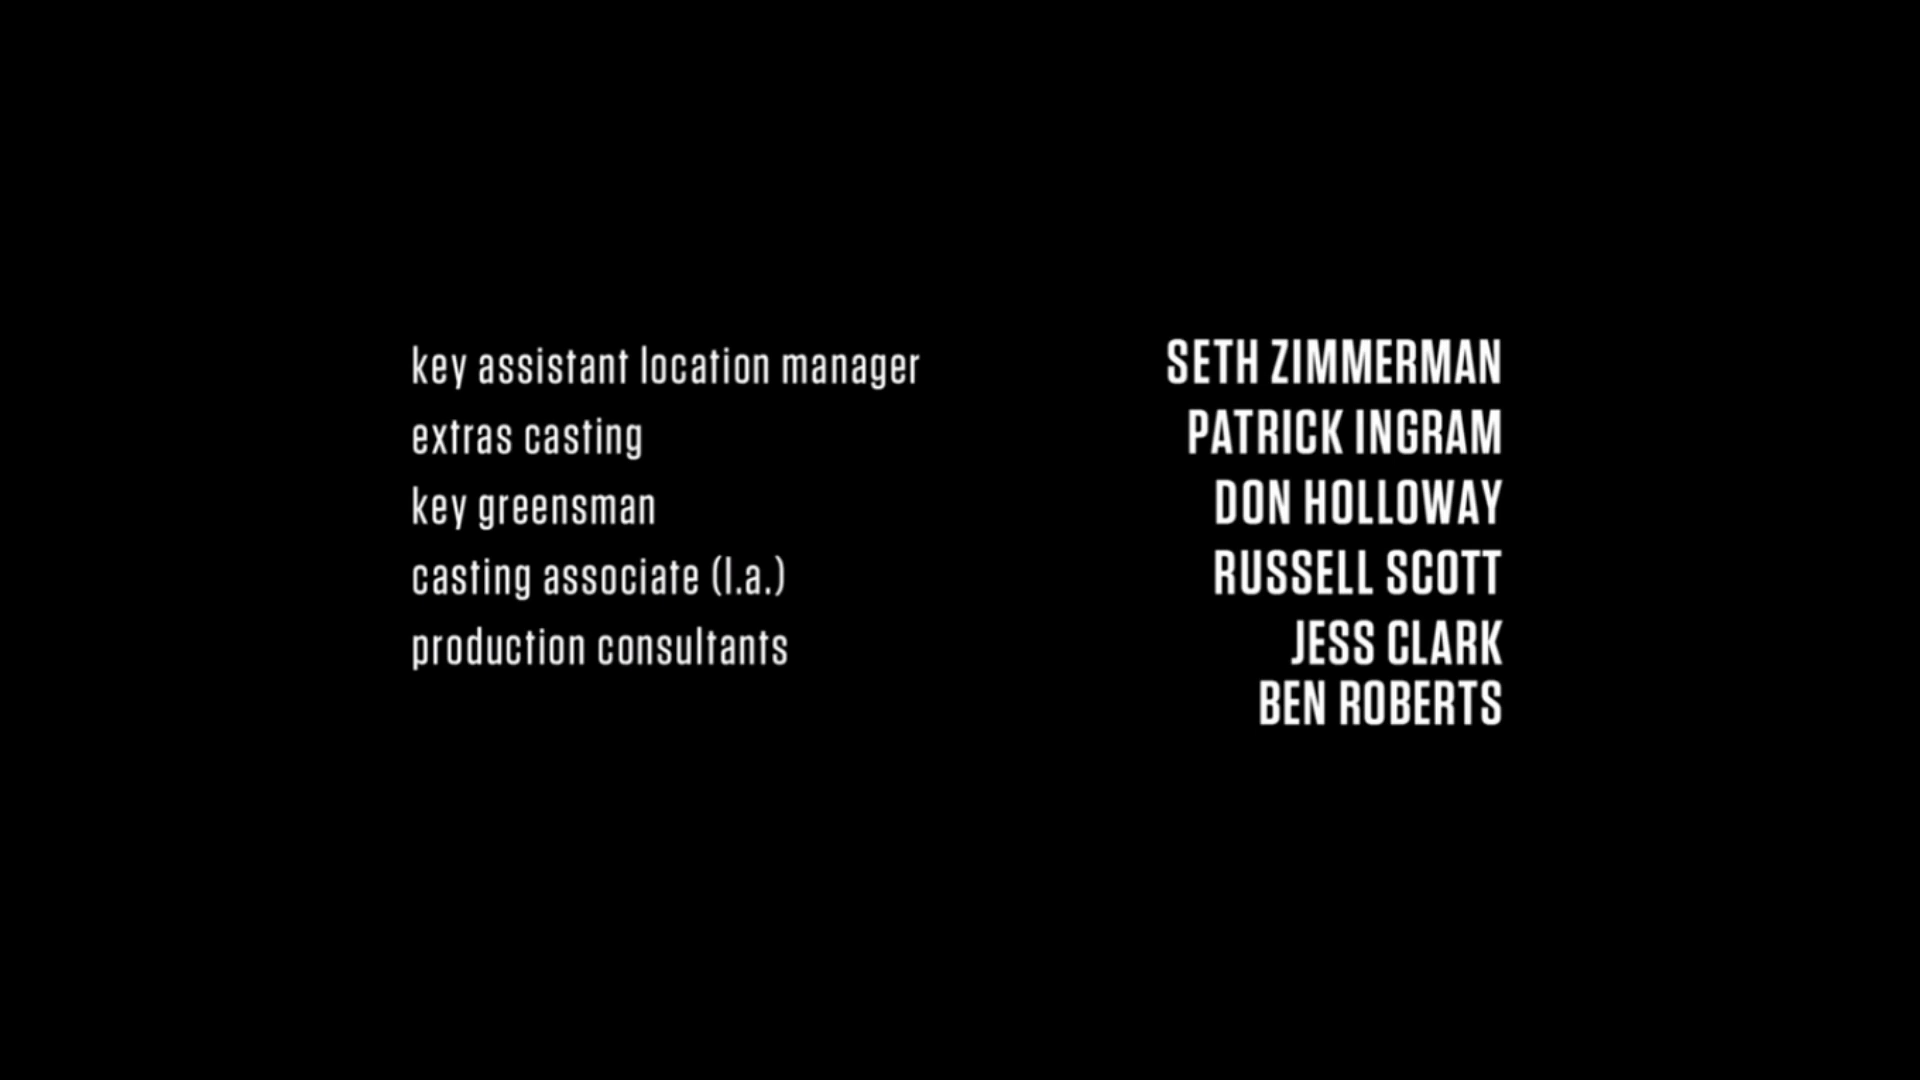 key assistant location manager SETH ZIMMERMAN
extras casting PATRICK INGRAM
key greensman DON HOLLOWAY
casting associate (l.a.) RUSSELL SCOTT
production consultants JESS CLARK
BEN ROBERTS